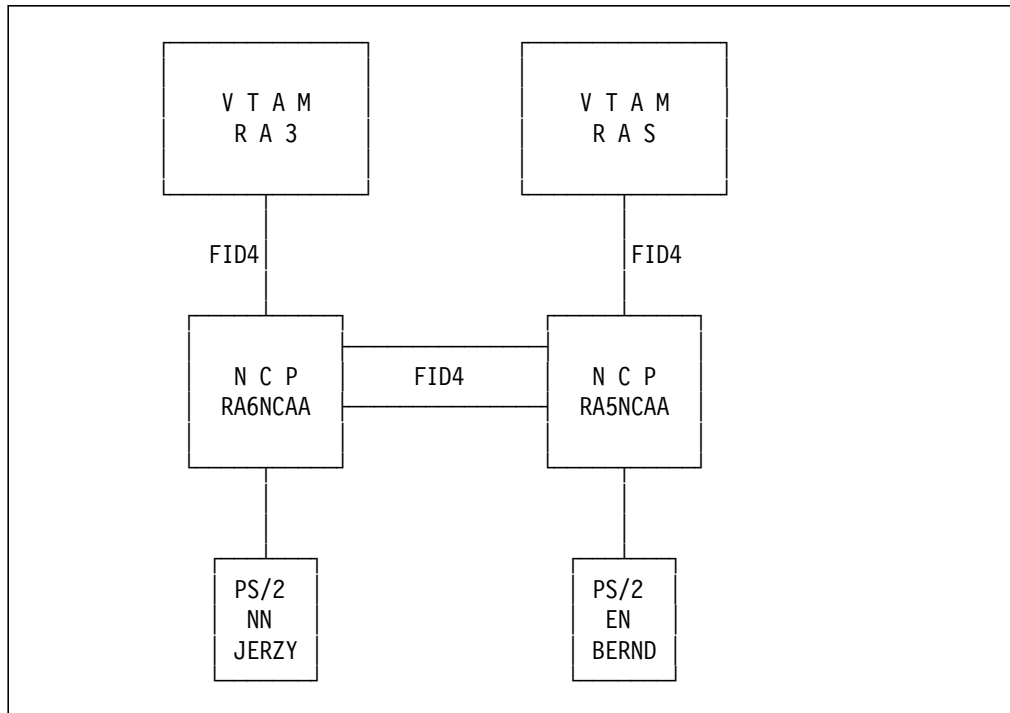 V T A M
R A 3
V T A M
R A S
FID4
FID4
N C P
RA6NCAA
FID4
N C P
RA5NCAA
PS/2
NN
JERZY
PS/2
EN
BERND